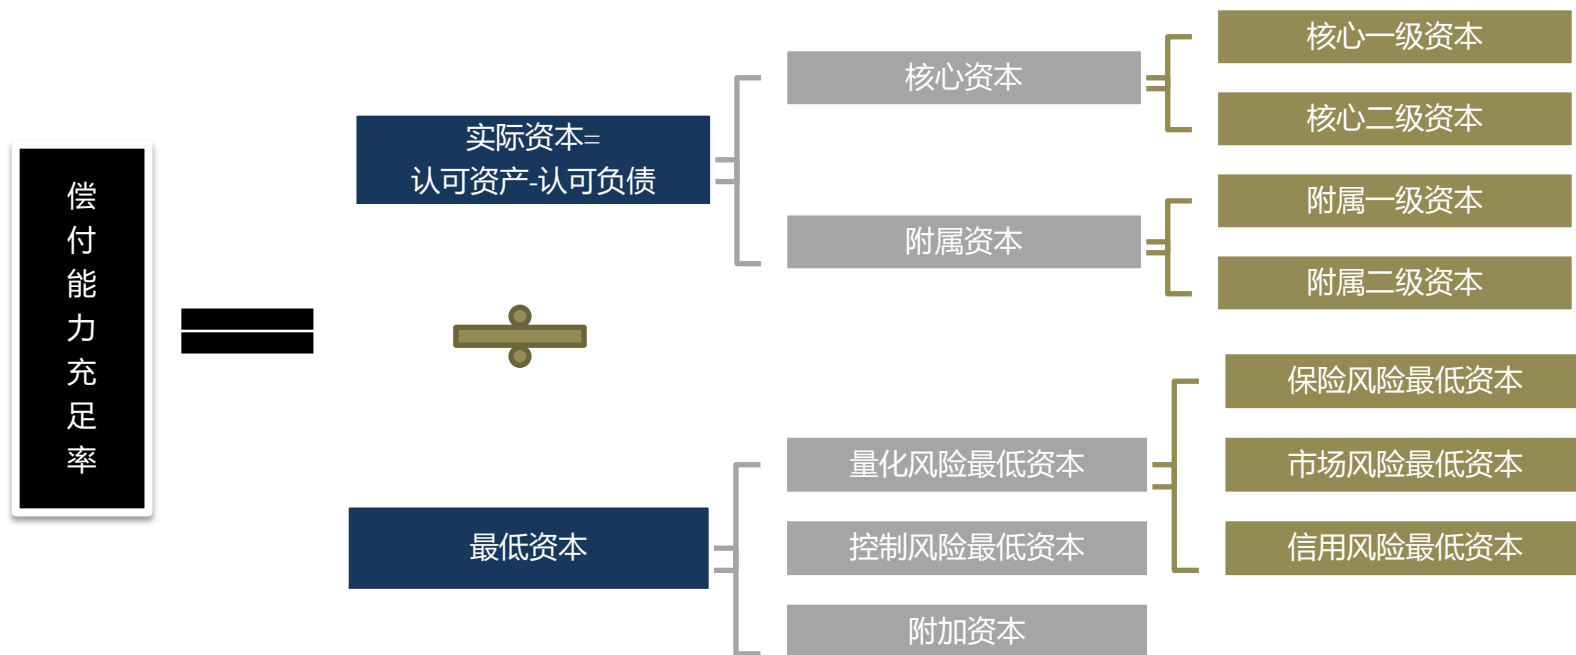 偿付能力充足率
实际资本=
认可资产-认可负债
核心资本
核心一级资本
核心二级资本
附属资本
附属一级资本
附属二级资本
最低资本
量化风险最低资本
保险风险最低资本
市场风险最低资本
信用风险最低资本
控制风险最低资本
附加资本